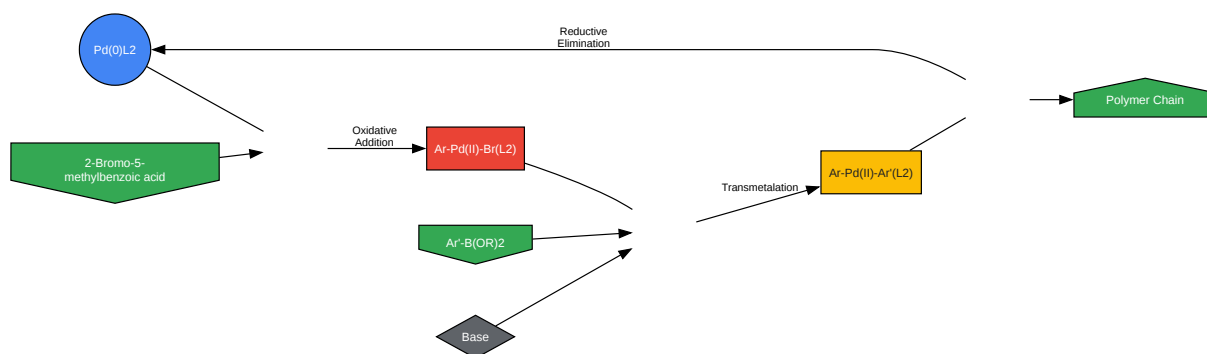 Reductive
Elimination
Pd(0)L2
Polymer Chain
Oxidative
Addition
Ar-Pd(II)-Br(L2)
2-Bromo-5-
methylbenzoic acid
Ar-Pd(II)-Ar'(L2)
Transmetalation
Ar'-B(OR)2
Base